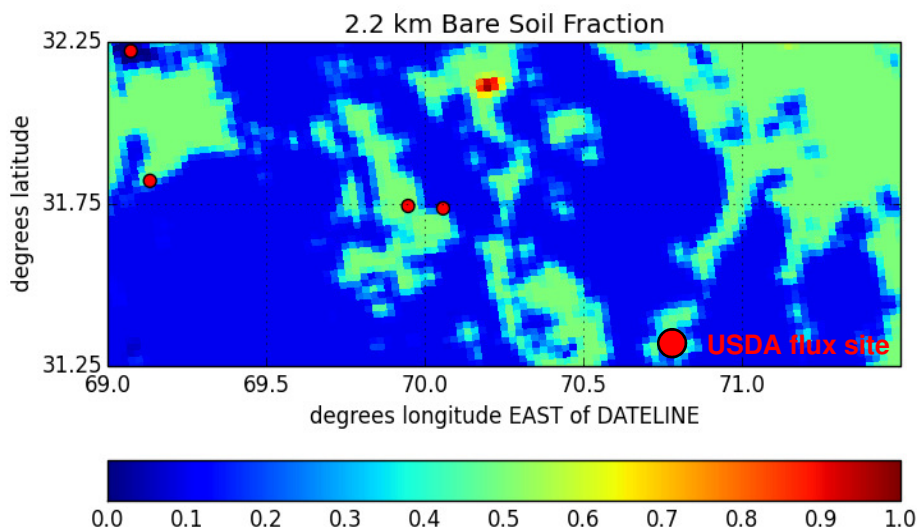 2.2 km Bare Soil Fraction
32.25
31.75
31.25
degrees latitude
USDA flux site
69.0 69.5 70.0 70.5 71.0
degrees longitude EAST of DATELINE
0.0 0.1 0.2 0.3 0.4 0.5 0.6 0.7 0.8 0.9 1.0